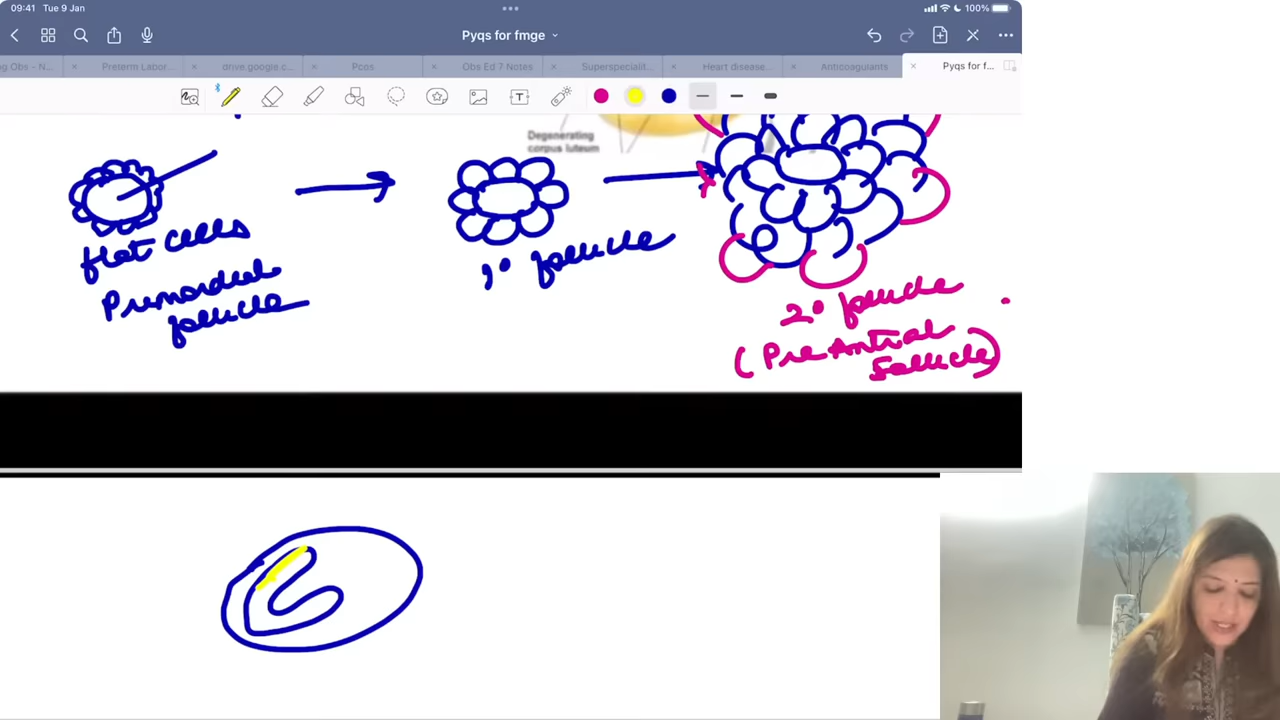 09:41 Tue 9 Jan
100%
Pyqs for fmge
g Obs - N...
Preterm Labor...
drive.google.c...
Pcos
Obs Ed 7 Notes
Superspecialit...
Heart disease...
Anticoagulants
Pyqs for f...
Degenerating
corpus luteum
flat cells
Primordial
follicle
1° follicle
2° follicle
(Pre Antral
follicle)